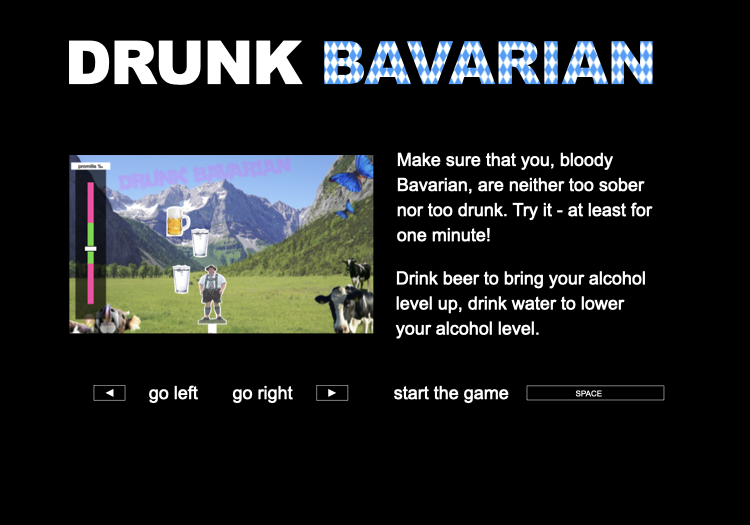 DRUNK BAVARIAN
promille ‰
DRUNK BAVARIAN
Make sure that you, bloody
Bavarian, are neither too sober
nor too drunk. Try it - at least for
one minute!
Drink beer to bring your alcohol
level up, drink water to lower
your alcohol level.
go left go right start the game SPACE